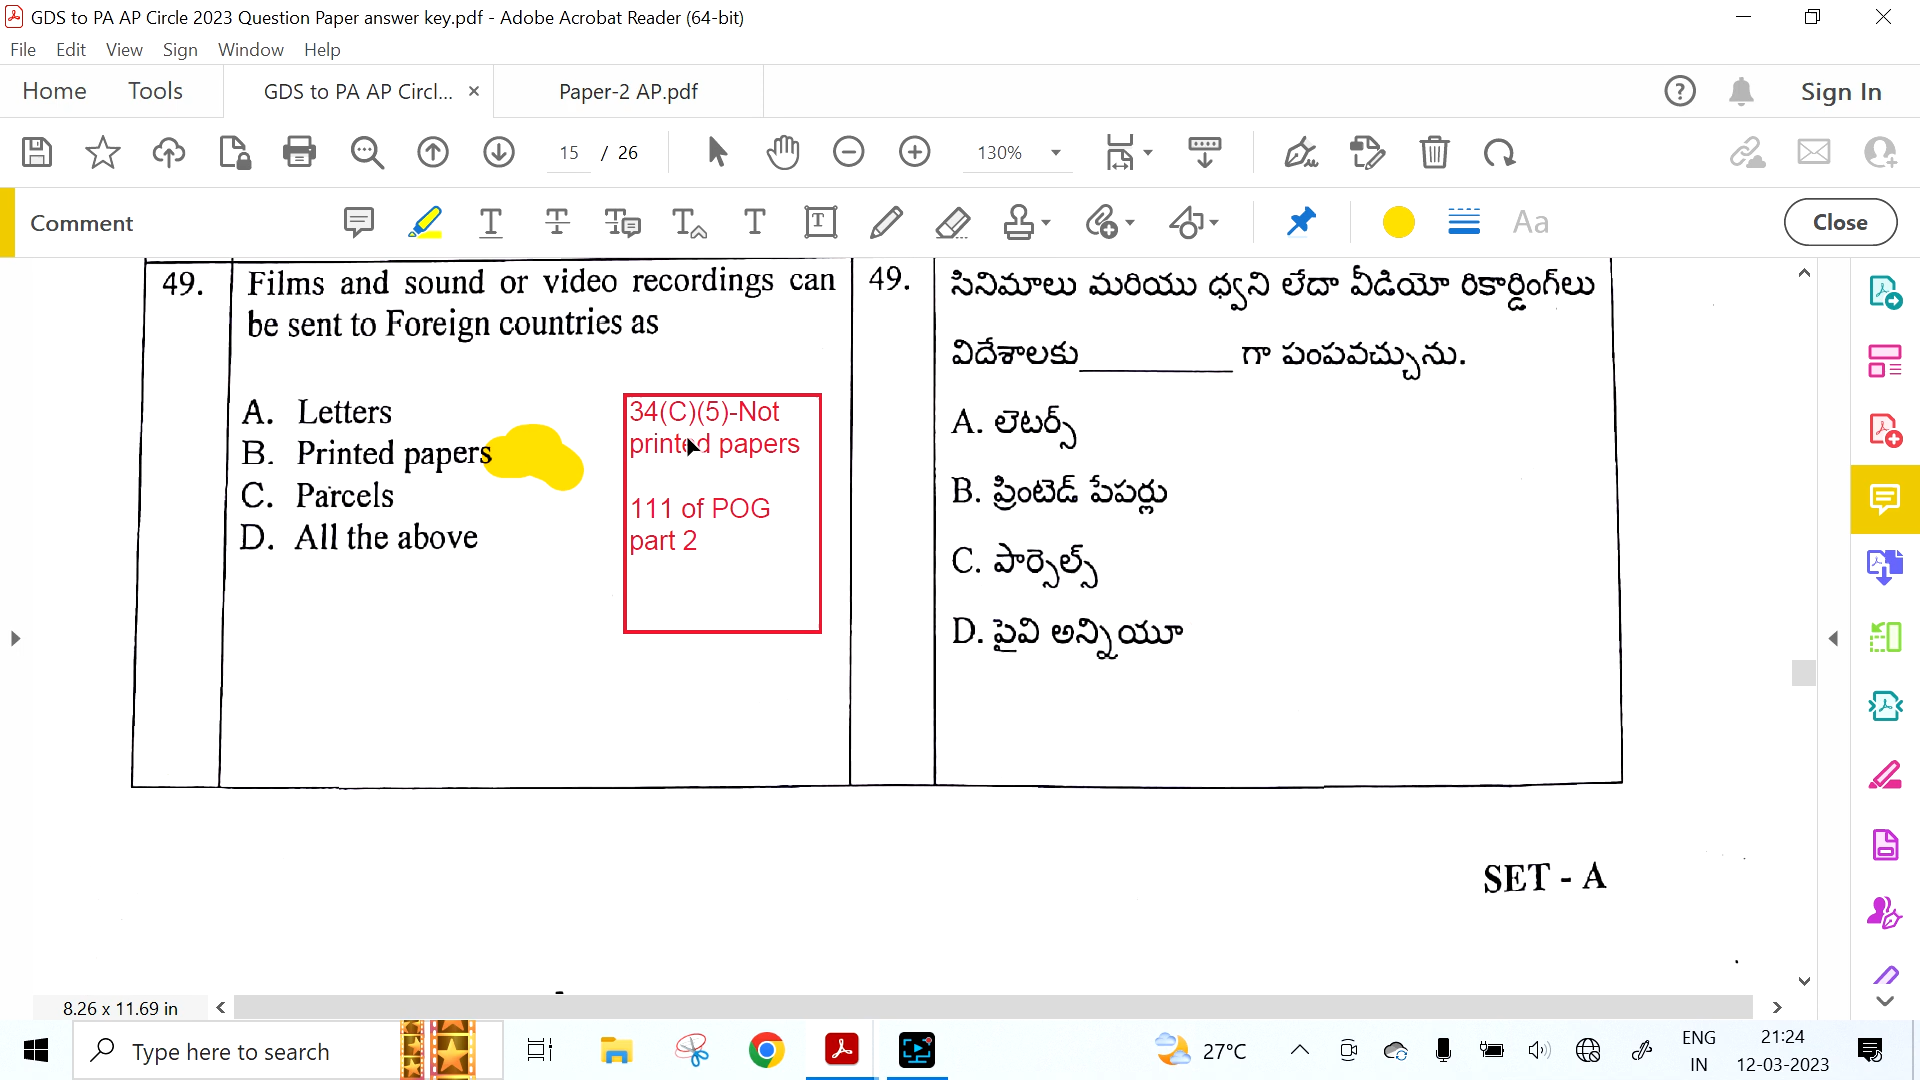 GDS to PA AP Circle 2023 Question Paper answer key.pdf - Adobe Acrobat Reader (64-bit)
File Edit View Sign Window Help
Home Tools GDS to PA AP Circl... × Paper-2 AP.pdf Sign In
15 / 26 130%
Comment Aa Close
49. Films and sound or video recordings can
be sent to Foreign countries as
A. Letters
B. Printed papers
C. Parcels
D. All the above
34(C)(5)-Not
printed papers
111 of POG
part 2
49. సినిమాలు మరియు ధ్వని లేదా వీడియో రికార్డింగ్‌లు
విదేశాలకు__________ గా పంపవచ్చును.
A. లెటర్స్
B. ప్రింటెడ్ పేపర్లు
C. పార్సెల్స్
D. పైవి అన్నియూ
SET - A
8.26 x 11.69 in
Type here to search
27°C
ENG
IN
21:24
12-03-2023